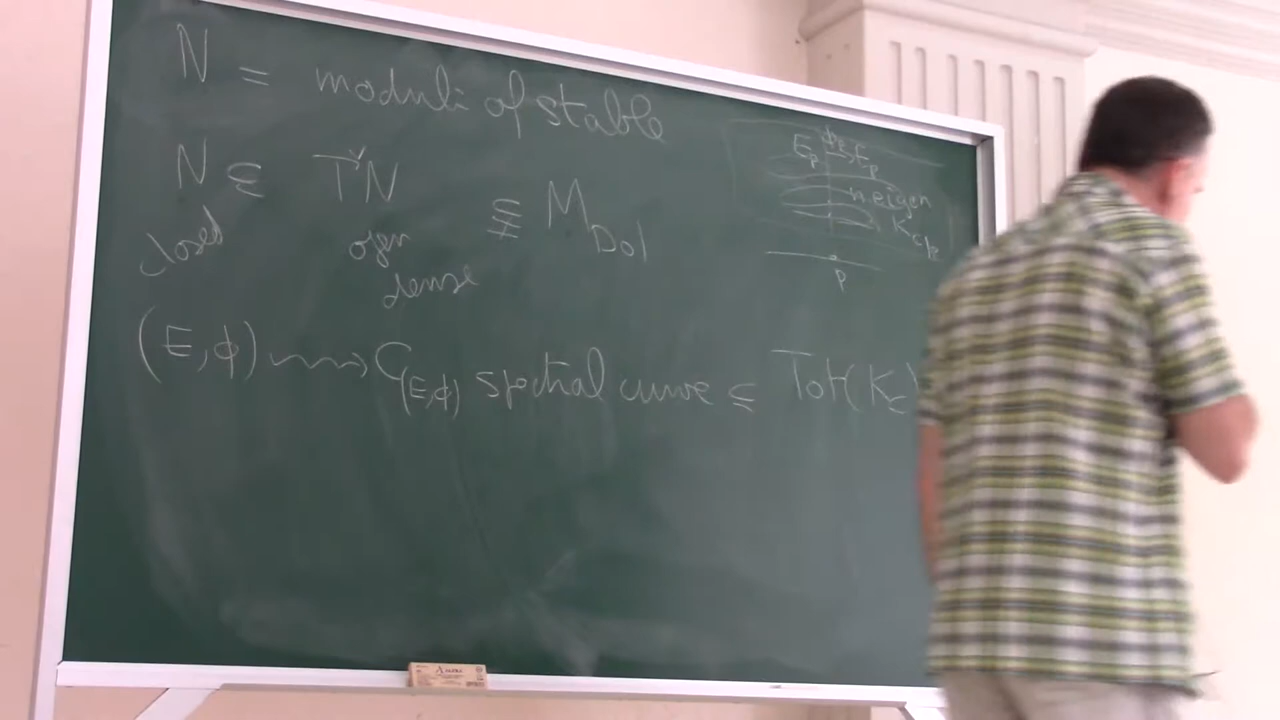 N = moduli of stable
N ⊆ T^∨N ⊊ M_Dol
closed open
dense
(E,ϕ) ⟿ C_(E,ϕ) spectral curve ⊆ Tot(K_C)
E_p → E_p
n eigen
K_C|p
p